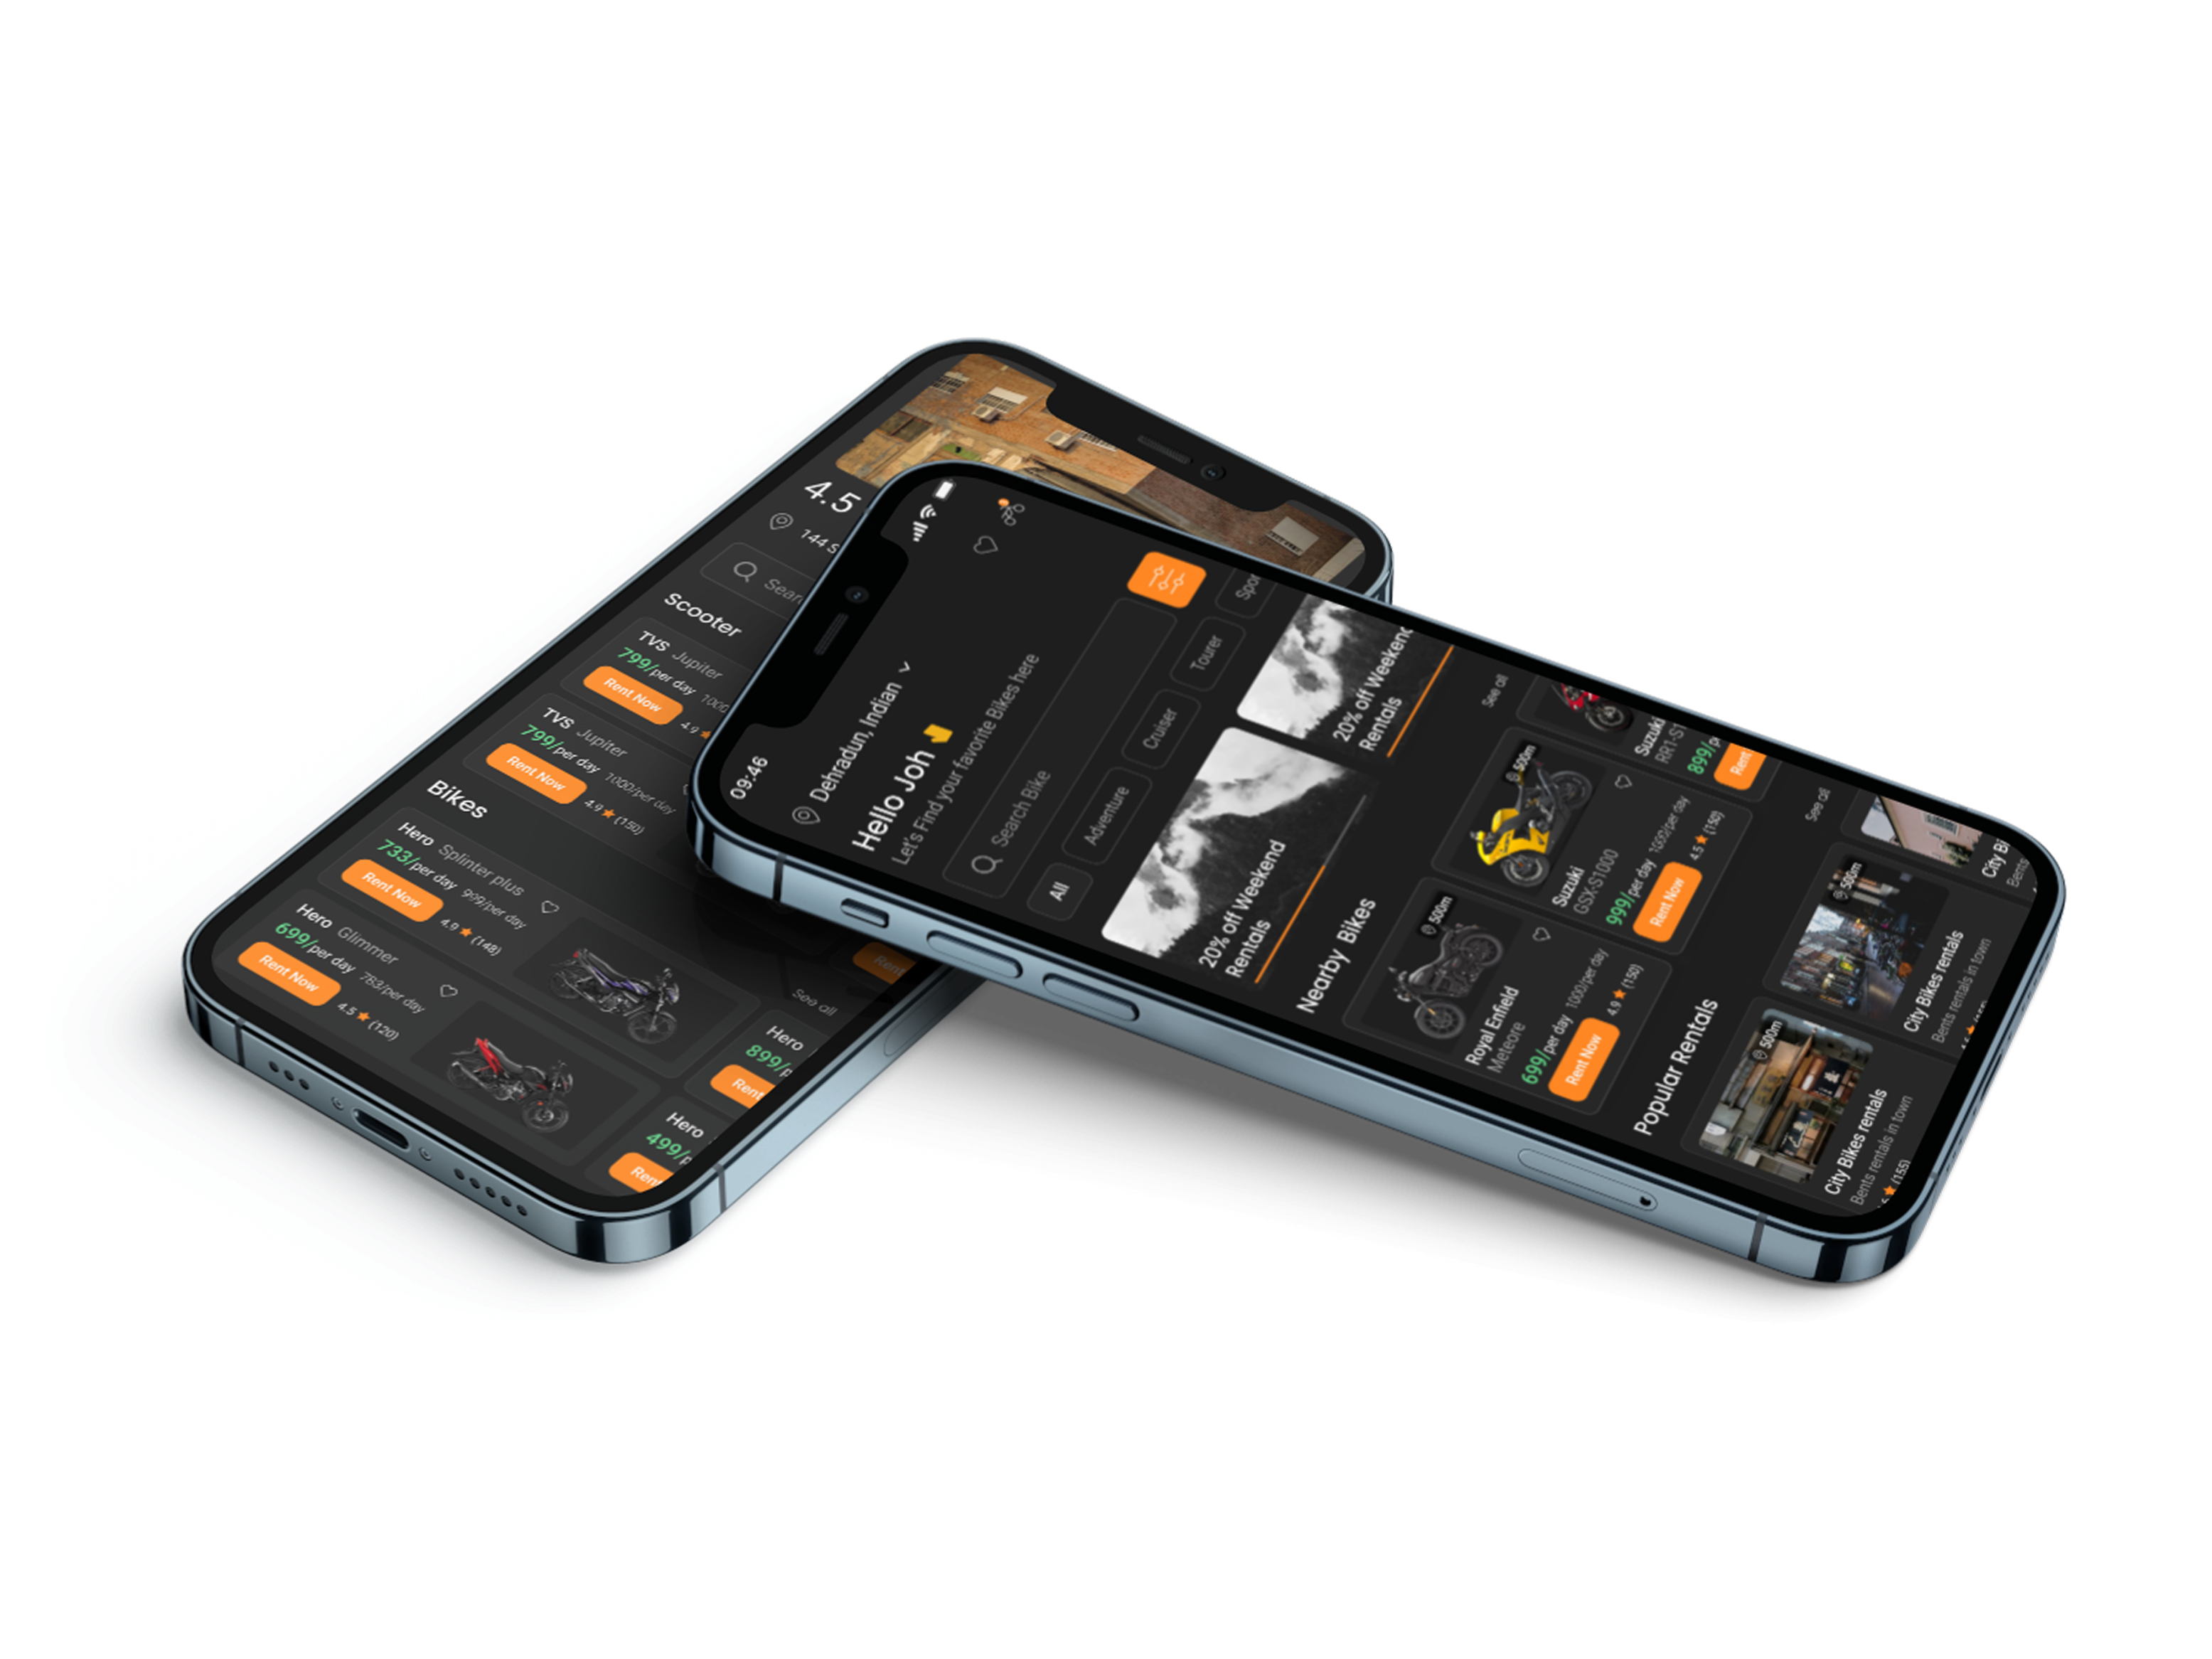 4.5
144 S
Sear
Scooter
TVS Jupiter
799/per day 1000
Rent Now
4.9 ★
TVS Jupiter
799/per day 1000/per day
Rent Now
4.9 ★ (150)
Bikes
See all
Hero Splinter plus
733/per day 999/per day
Rent Now
4.9 ★ (148)
Hero Glimmer
699/per day 783/per day
Rent Now
4.5 ★ (120)
Rent
Hero
899/p
Rent
Hero
499/p
Rent
09:46
Dehradun, Indian
Hello Joh
Let's Find your favorite Bikes here
Search Bike
All
Adventure
Cruiser
Tourer
Spor
20% off Weekend
Rentals
20% off Weekend
Rentals
Nearby Bikes
See all
500m
Royal Enfield
Meteore
699/per day 1000/per day
Rent Now
4.9 ★ (150)
500m
Suzuki
GSX-S1000
999/per day 1000/per day
Rent Now
4.5 ★ (150)
Suzuki
RR1-S1
899/p
Rent
Popular Rentals
See all
500m
City Bikes rentals
Bents rentals in town
★ (155)
500m
City Bikes rentals
Bents rentals in town
City Bi
Bents